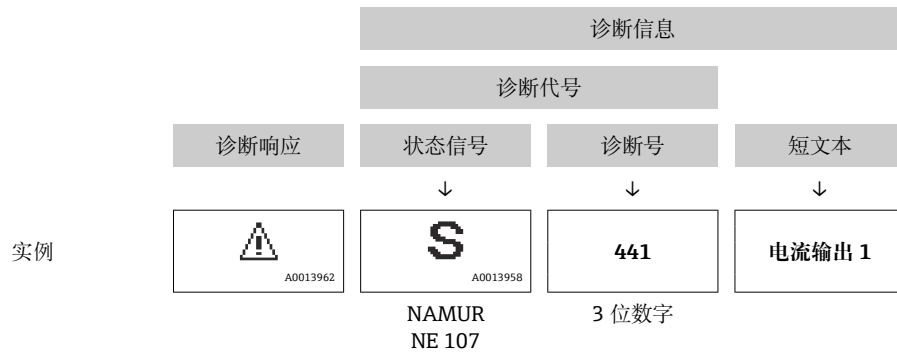 诊断信息
诊断代号
诊断响应 状态信号 诊断号 短文本
↓ ↓ ↓
实例 S 441 电流输出 1
A0013962 A0013958
NAMUR 3 位数字
NE 107